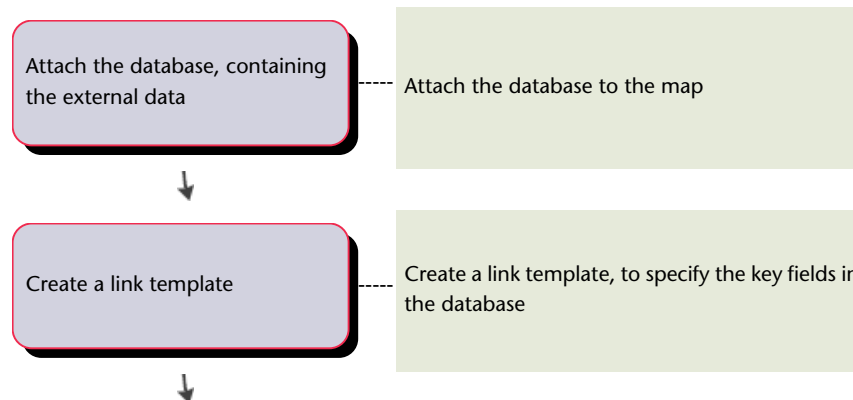 Attach the database, containing
the external data
Attach the database to the map
Create a link template
Create a link template, to specify the key fields in
the database